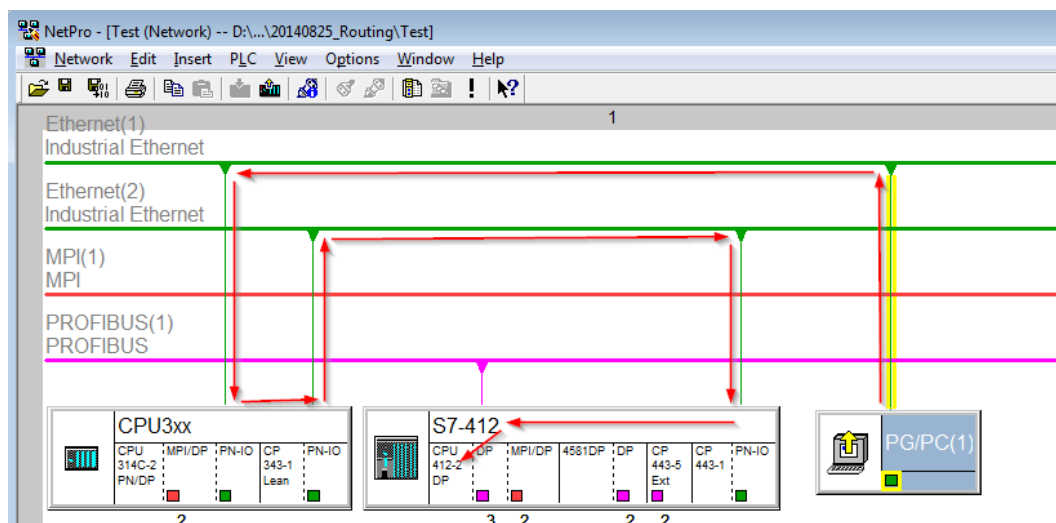 NetPro - [Test (Network) -- D:\...\20140825_Routing\Test]
Network Edit Insert PLC View Options Window Help
1
Ethernet(1)
Industrial Ethernet
Ethernet(2)
Industrial Ethernet
MPI(1)
MPI
PROFIBUS(1)
PROFIBUS
CPU3xx
CPU 314C-2 PN/DP
MPI/DP
PN-IO
CP 343-1 Lean
PN-IO
2
S7-412
CPU 412-2 DP
DP
MPI/DP
4581DP
DP
CP 443-5 Ext
CP 443-1
PN-IO
3 2 2 2
PG/PC(1)